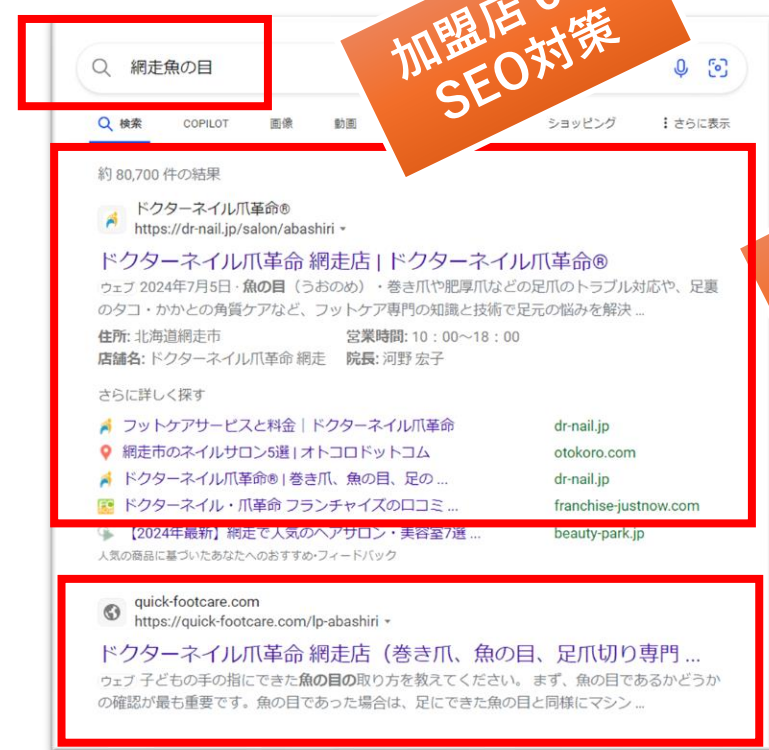 加盟店
SEO対策
網走魚の目
検索 COPILOT 画像 動画 ショッピング さらに表示
約 80,700 件の結果
ドクターネイル爪革命®
https://dr-nail.jp/salon/abashiri
ドクターネイル爪革命 網走店 | ドクターネイル爪革命®
ウェブ 2024年7月5日 · 魚の目（うおのめ）・巻き爪や肥厚爪などの足爪のトラブル対応や、足裏
のタコ・かかとの角質ケアなど、フットケア専門の知識と技術で足元の悩みを解決 ...
住所: 北海道網走市 営業時間: 10：00～18：00
店舗名: ドクターネイル爪革命 網走 院長: 河野 宏子
さらに詳しく探す
フットケアサービスと料金｜ドクターネイル爪革命 dr-nail.jp
網走市のネイルサロン5選 | オトコロドットコム otokoro.com
ドクターネイル爪革命® | 巻き爪、魚の目、足の ... dr-nail.jp
ドクターネイル・爪革命 フランチャイズの口コミ ... franchise-justnow.com
【2024年最新】網走で人気のヘアサロン・美容室7選 ... beauty-park.jp
人気の商品に基づいたあなたへのおすすめ•フィードバック
quick-footcare.com
https://quick-footcare.com/lp-abashiri
ドクターネイル爪革命 網走店（巻き爪、魚の目、足爪切り専門 ...
ウェブ 子どもの手の指にできた魚の目の取り方を教えてください。 まず、魚の目であるかどうか
の確認が最も重要です。魚の目であった場合は、足にできた魚の目と同様にマシン ...